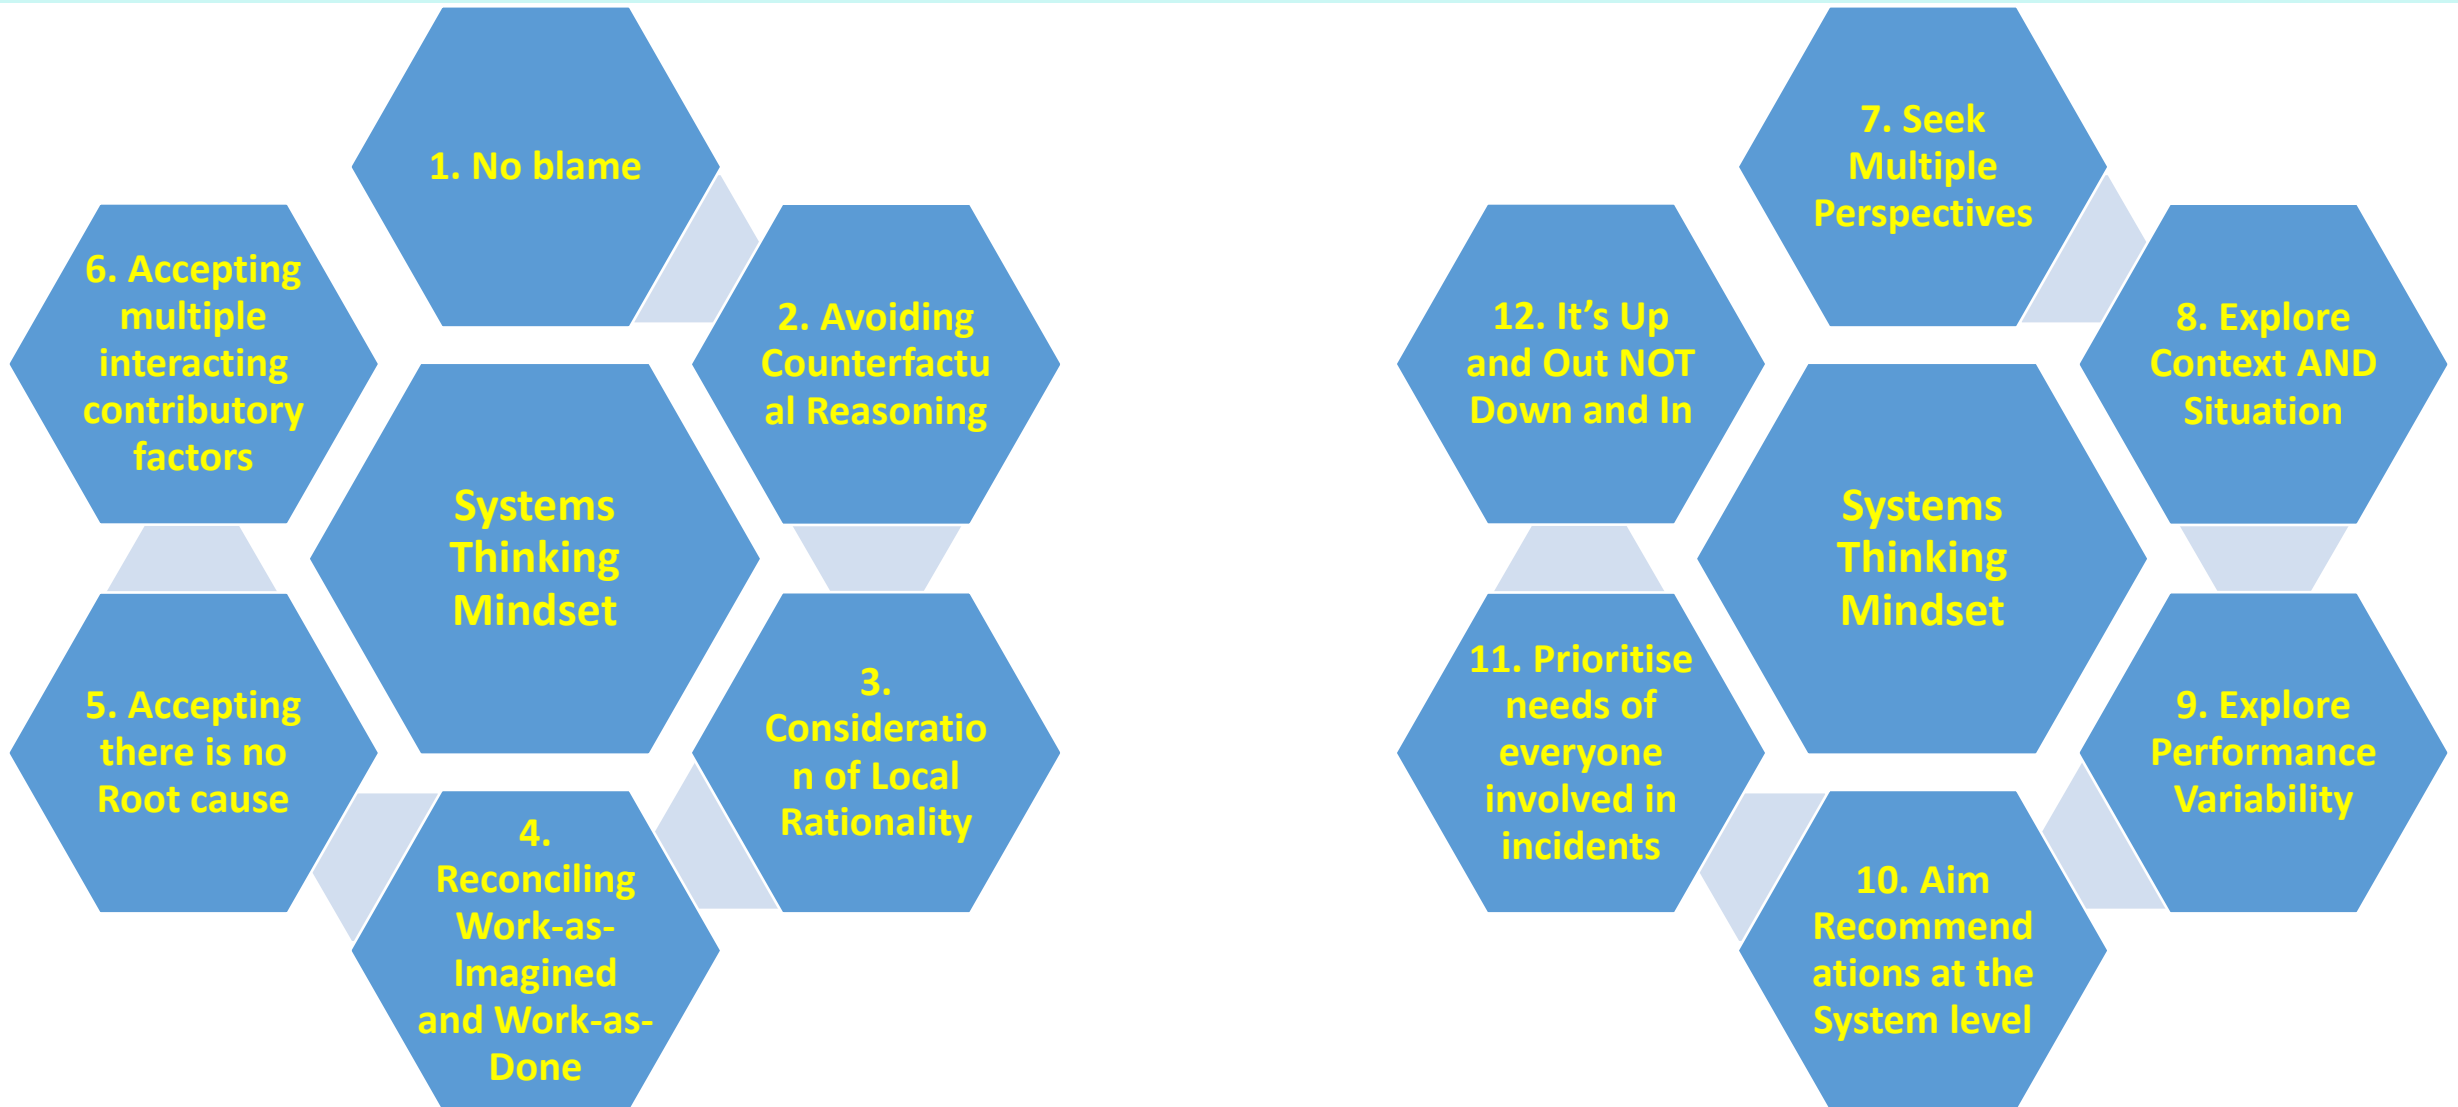 1. No blame
2. Avoiding
Counterfactu
al Reasoning
3.
Consideratio
n of Local
Rationality
4.
Reconciling
Work-as-
Imagined
and Work-as-
Done
5. Accepting
there is no
Root cause
6. Accepting
multiple
interacting
contributory
factors
Systems
Thinking
Mindset
7. Seek
Multiple
Perspectives
8. Explore
Context AND
Situation
9. Explore
Performance
Variability
10. Aim
Recommend
ations at the
System level
11. Prioritise
needs of
everyone
involved in
incidents
12. It’s Up
and Out NOT
Down and In
Systems
Thinking
Mindset